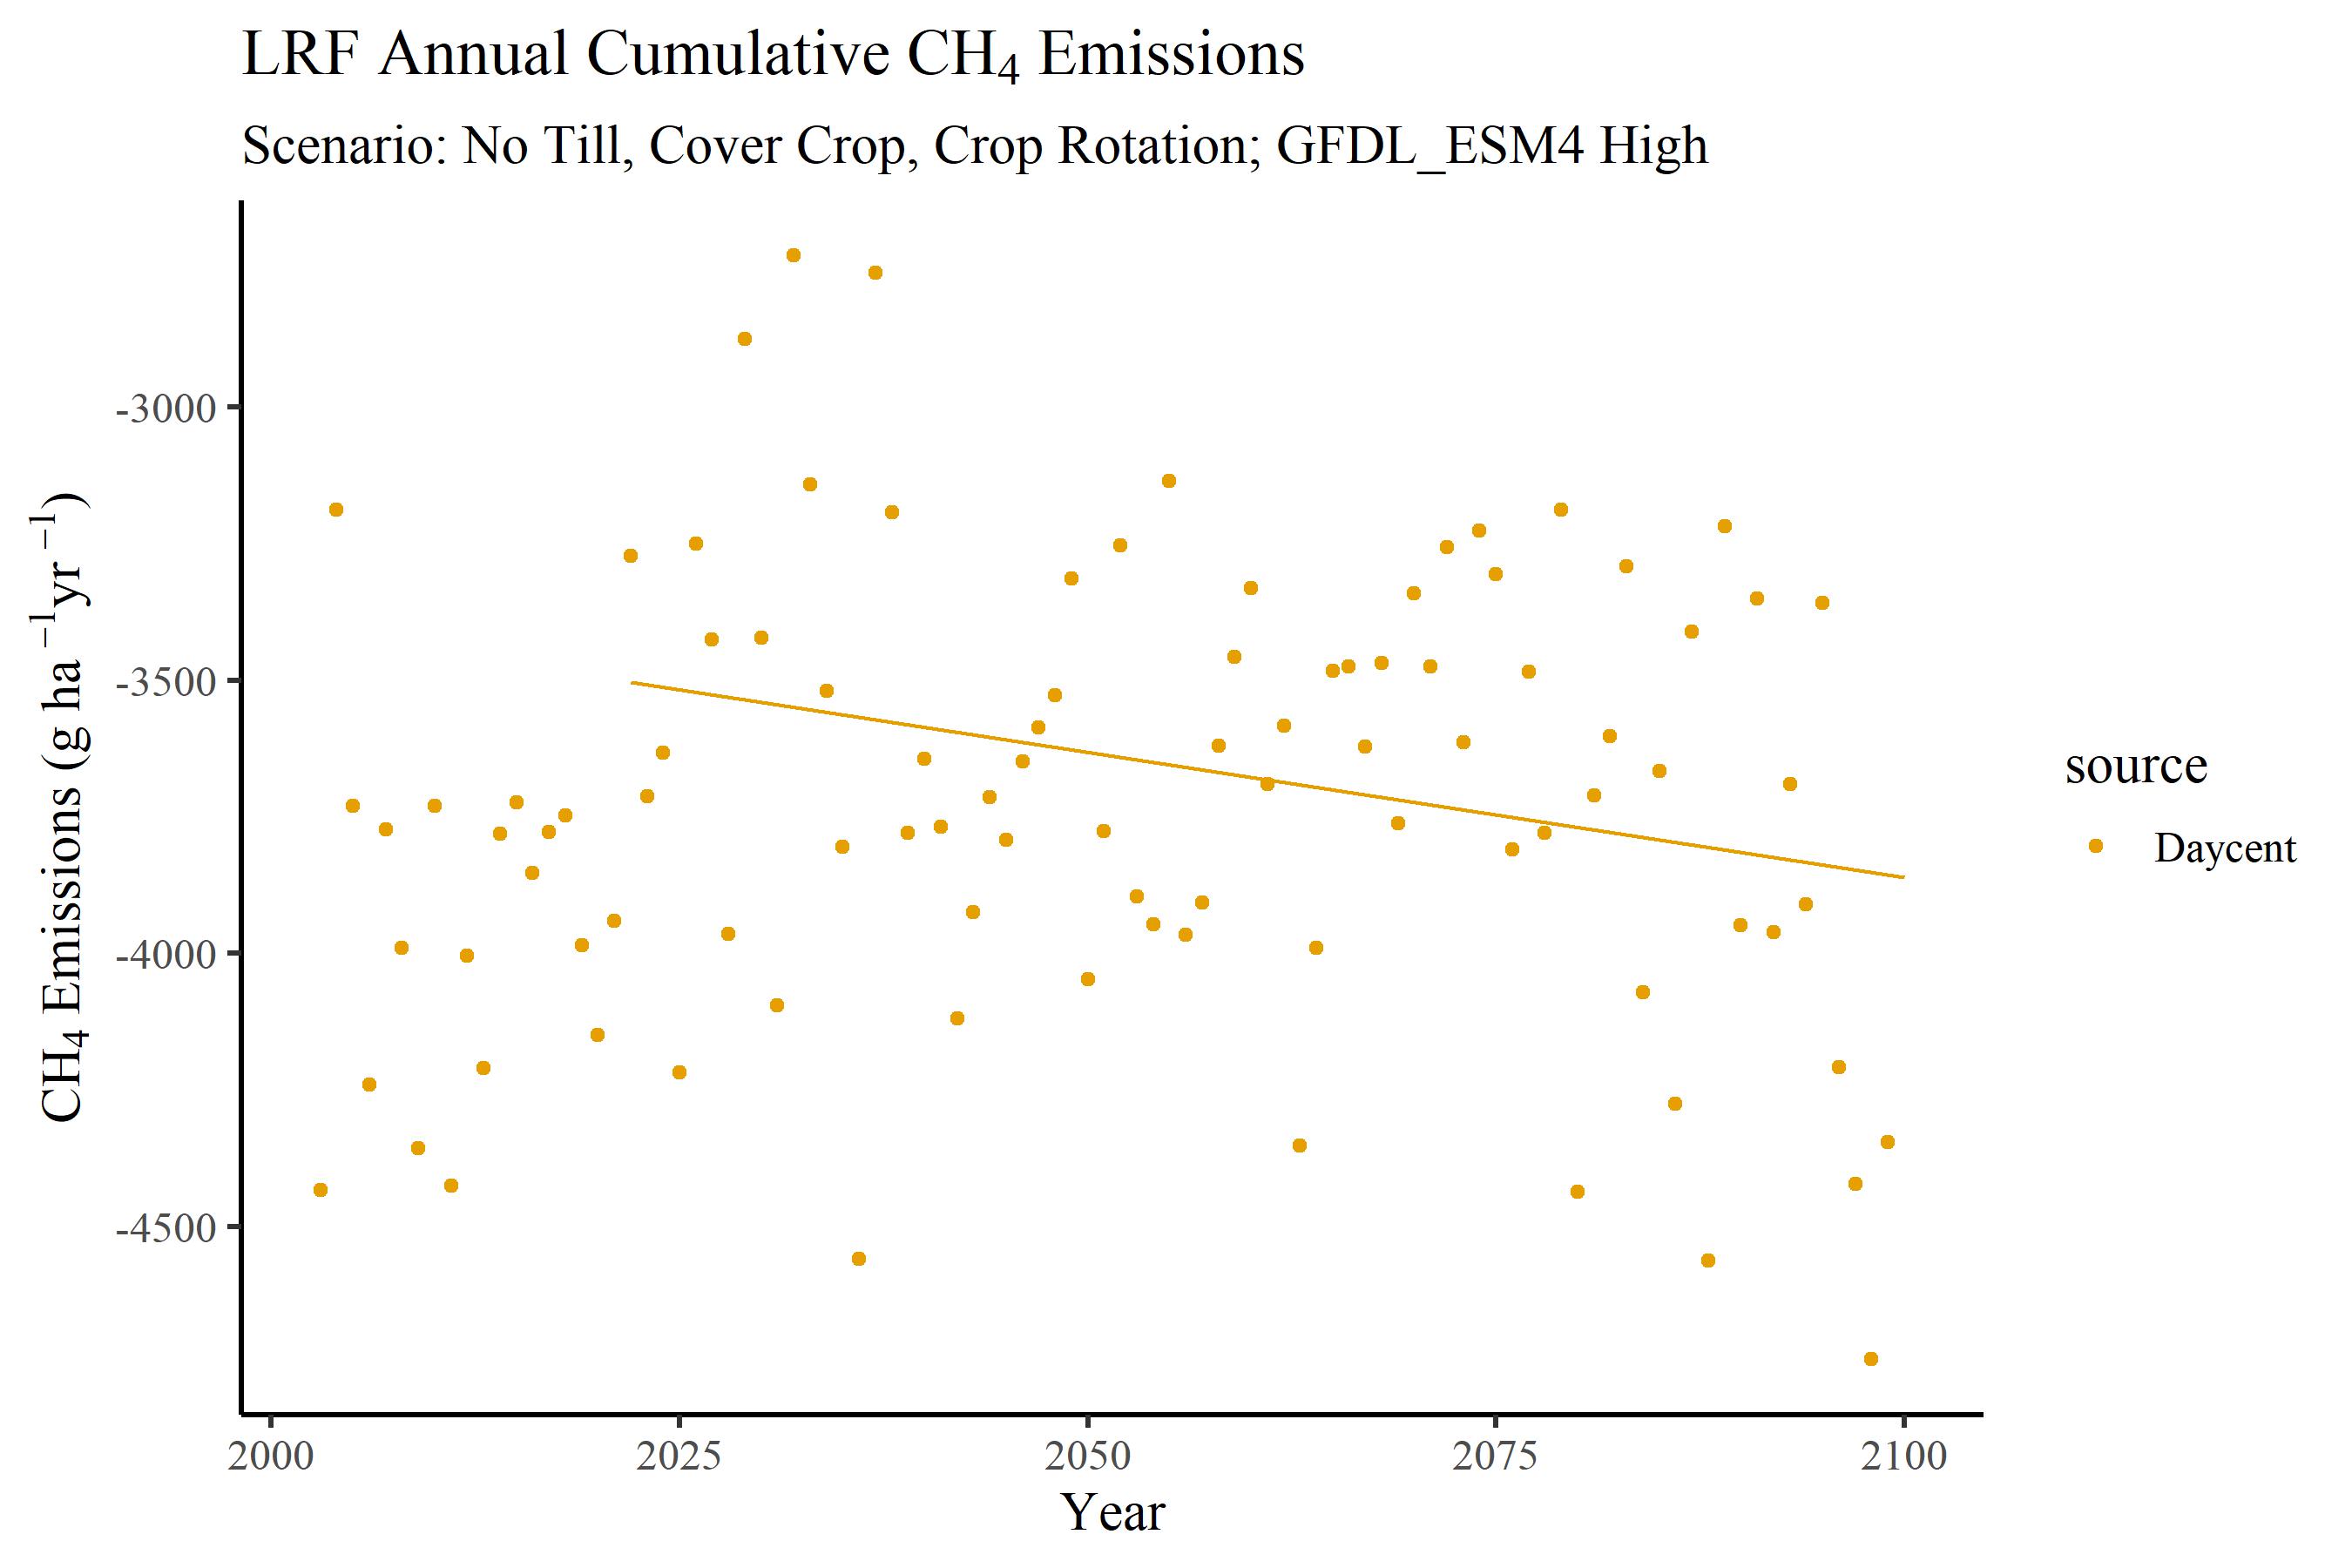 LRF Annual Cumulative CH₄ Emissions
Scenario: No Till, Cover Crop, Crop Rotation; GFDL_ESM4 High
CH₄ Emissions (g ha ⁻¹yr ⁻¹)
-3000
-3500
-4000
-4500
2000 2025 2050 2075 2100
Year
source
Daycent